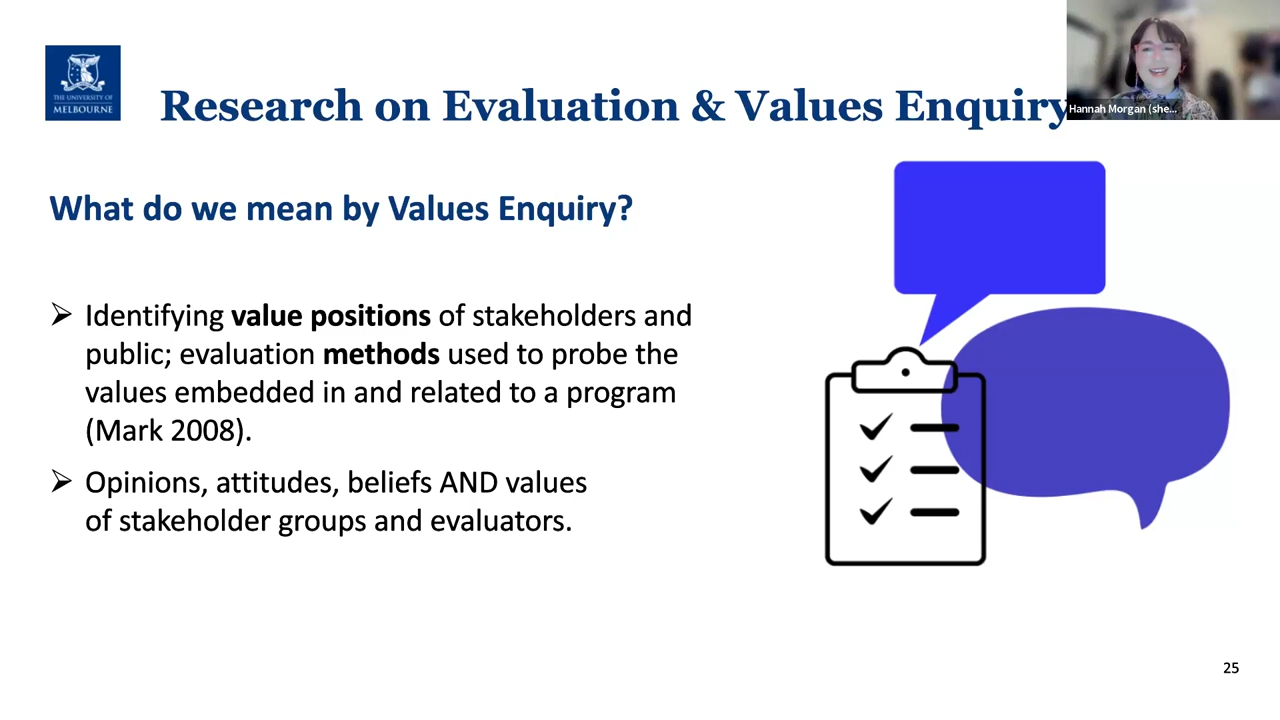 THE UNIVERSITY OF
MELBOURNE
Research on Evaluation & Values Enquiry
Hannah Morgan (she...
What do we mean by Values Enquiry?
➢ Identifying value positions of stakeholders and
public; evaluation methods used to probe the
values embedded in and related to a program
(Mark 2008).
➢ Opinions, attitudes, beliefs AND values
of stakeholder groups and evaluators.
25